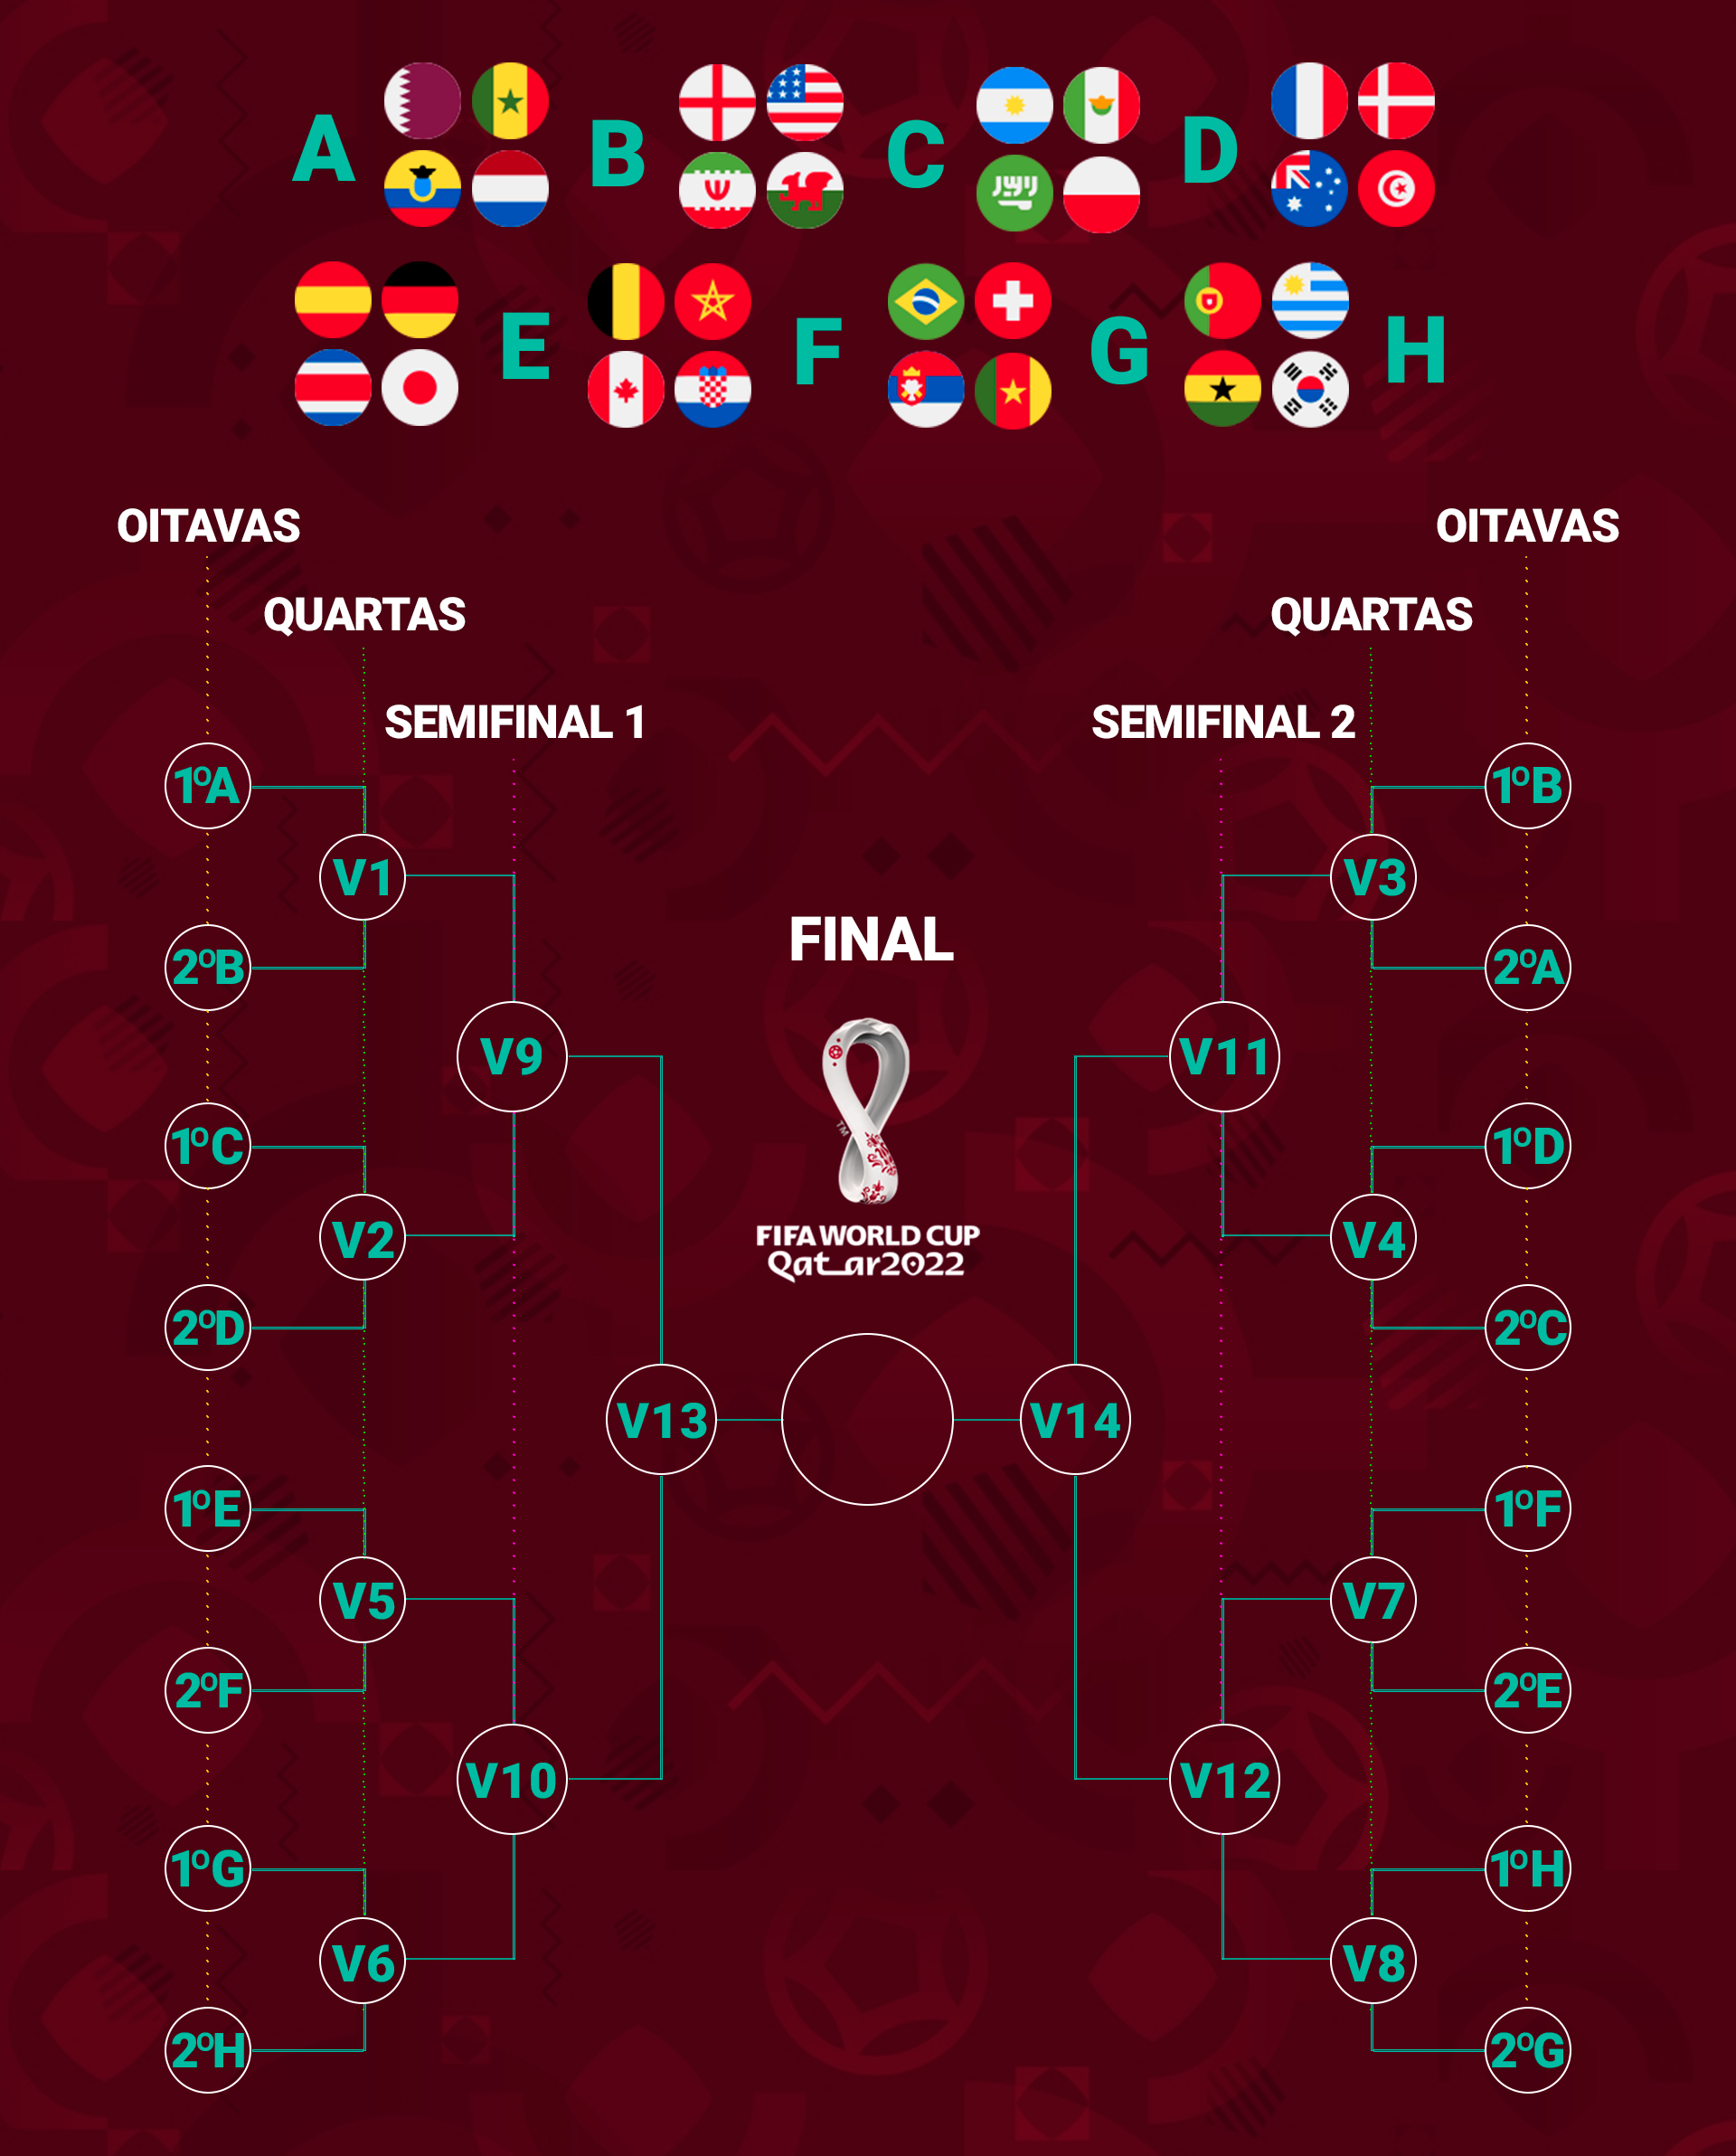 A B C D
E F G H
OITAVAS OITAVAS
QUARTAS QUARTAS
SEMIFINAL 1 SEMIFINAL 2
1ºA 1ºB
V1 V3
FINAL
2ºB 2ºA
V9 V11
TM
1ºC 1ºD
FIFA WORLD CUP
V2 V4
Qatar2022
2ºD 2ºC
V13 V14
1ºE 1ºF
V5 V7
2ºF 2ºE
V10 V12
1ºG 1ºH
V6 V8
2ºH 2ºG